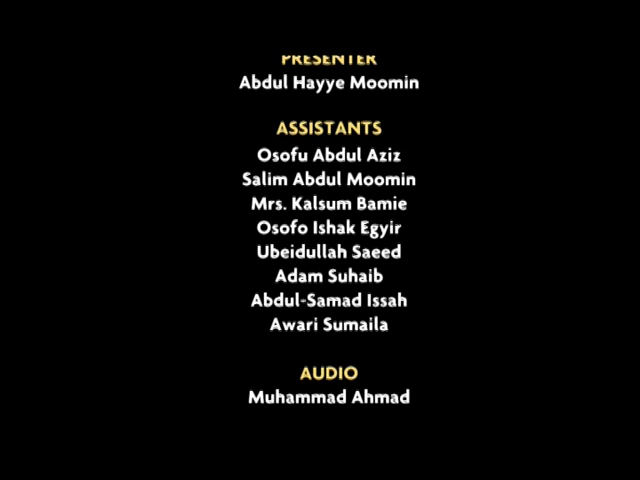 PRESENTER
Abdul Hayye Moomin
ASSISTANTS
Osofu Abdul Aziz
Salim Abdul Moomin
Mrs. Kalsum Bamie
Osofo Ishak Egyir
Ubeidullah Saeed
Adam Suhaib
Abdul-Samad Issah
Awari Sumaila
AUDIO
Muhammad Ahmad